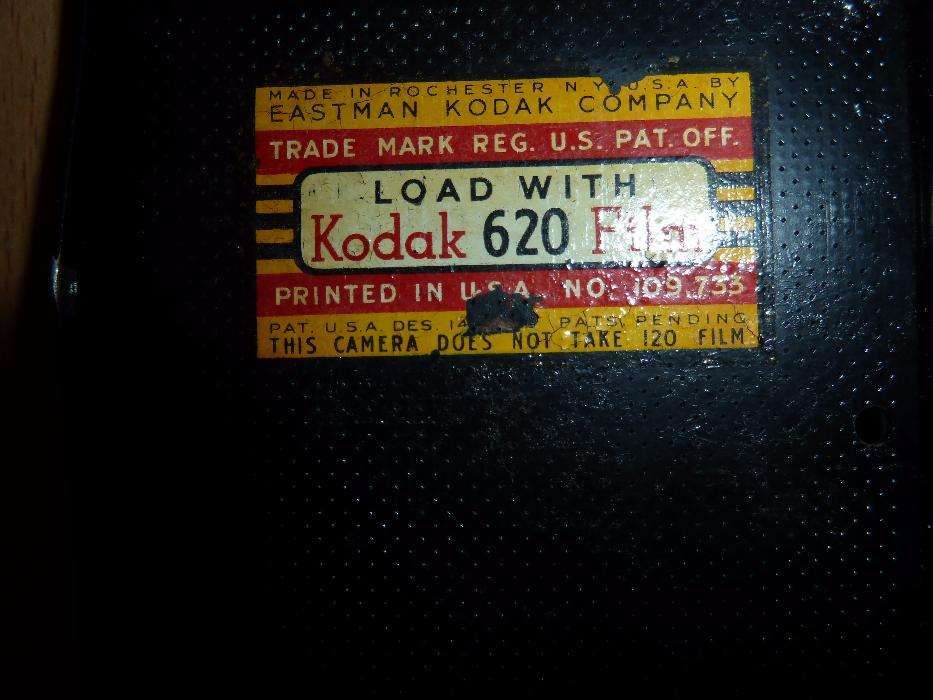 MADE IN ROCHESTER N.Y. U.S.A. BY
EASTMAN KODAK COMPANY
TRADE MARK REG. U.S. PAT. OFF.
LOAD WITH
Kodak 620 Film
PRINTED IN U.S.A. NO. 109.733
PAT. U.S.A. DES. PATS. PENDING
THIS CAMERA DOES NOT TAKE 120 FILM